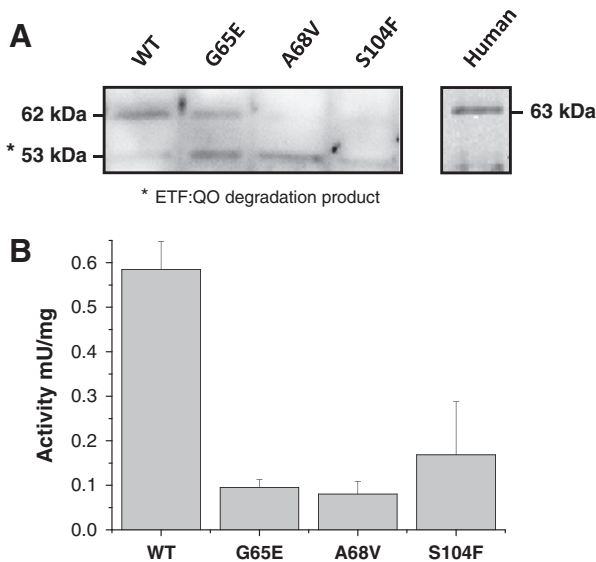 A
WT G65E A68V S104F Human
62 kDa
63 kDa
* 53 kDa
* ETF:QO degradation product
B
Activity mU/mg
0.6
0.5
0.4
0.3
0.2
0.1
0.0
WT G65E A68V S104F